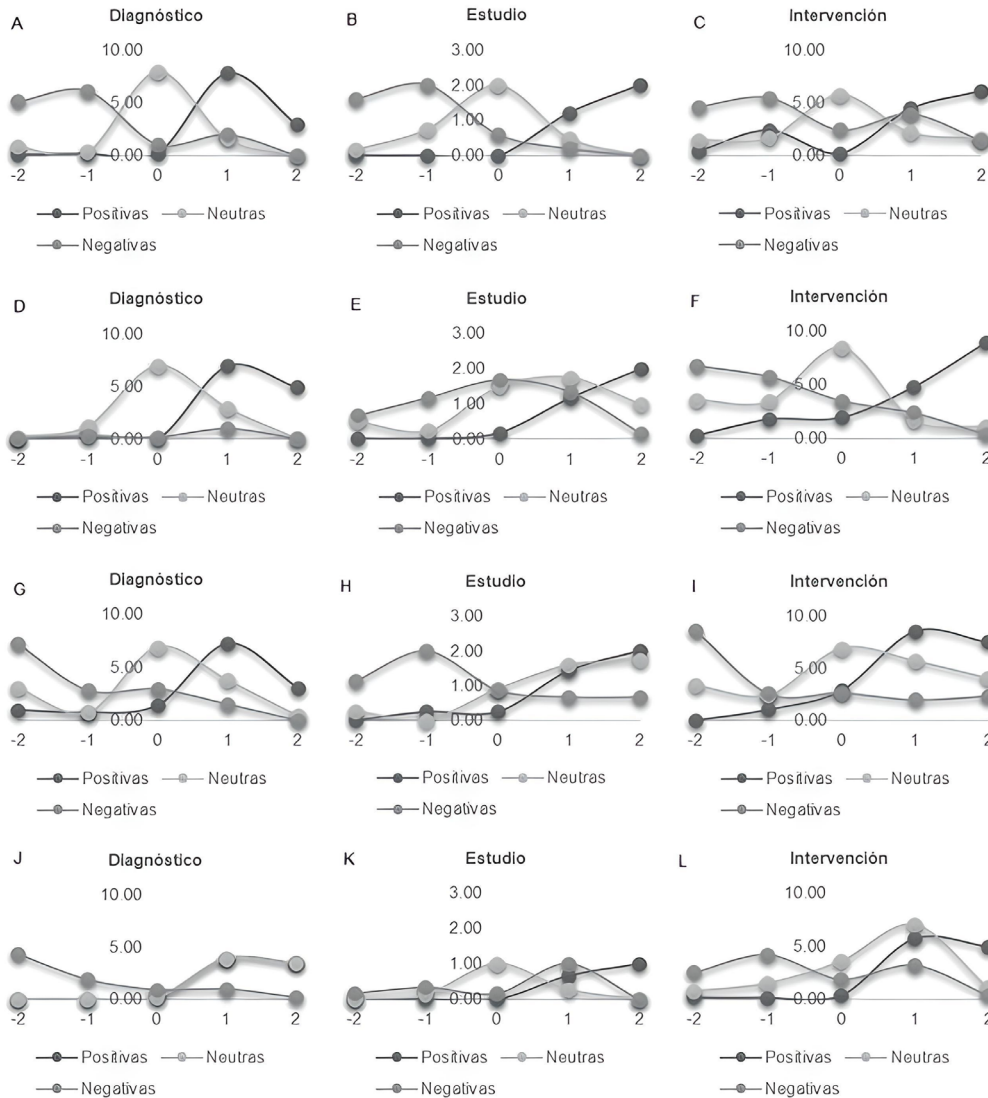 A Diagnóstico
10.00
5.00
0.00
-2 -1 0 1 2
Positivas Neutras
Negativas
B Estudio
3.00
2.00
1.00
0.00
-2 -1 0 1 2
Positivas Neutras
Negativas
C Intervención
10.00
5.00
0.00
-2 -1 0 1 2
Positivas Neutras
Negativas
D Diagnóstico
10.00
5.00
0.00
-2 -1 0 1 2
Positivas Neutras
Negativas
E Estudio
3.00
2.00
1.00
0.00
-2 -1 0 1 2
Positivas Neutras
Negativas
F Intervención
10.00
5.00
0.00
-2 -1 0 1 2
Positivas Neutras
Negativas
G Diagnóstico
10.00
5.00
0.00
-2 -1 0 1 2
Positivas Neutras
Negativas
H Estudio
3.00
2.00
1.00
0.00
-2 -1 0 1 2
Positivas Neutras
Negativas
I Intervención
10.00
5.00
0.00
-2 -1 0 1 2
Positivas Neutras
Negativas
J Diagnóstico
10.00
5.00
0.00
-2 -1 0 1 2
Positivas Neutras
Negativas
K Estudio
3.00
2.00
1.00
0.00
-2 -1 0 1 2
Positivas Neutras
Negativas
L Intervención
10.00
5.00
0.00
-2 -1 0 1 2
Positivas Neutras
Negativas